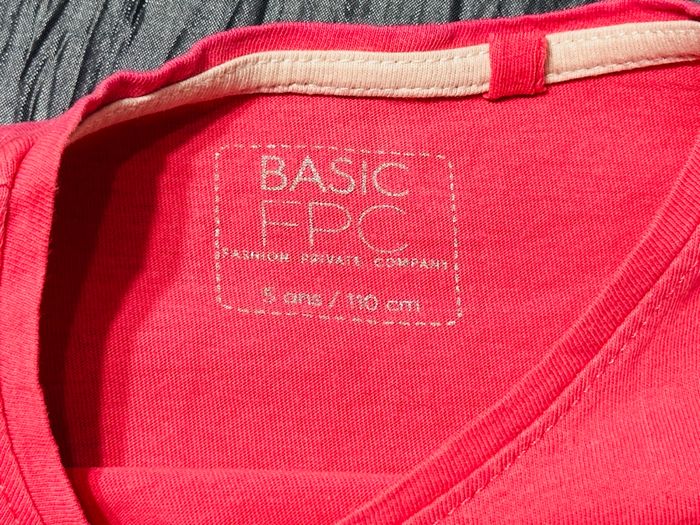 BASIC
FPC
FASHION PRIVATE COMPANY
5 ans / 110 cm